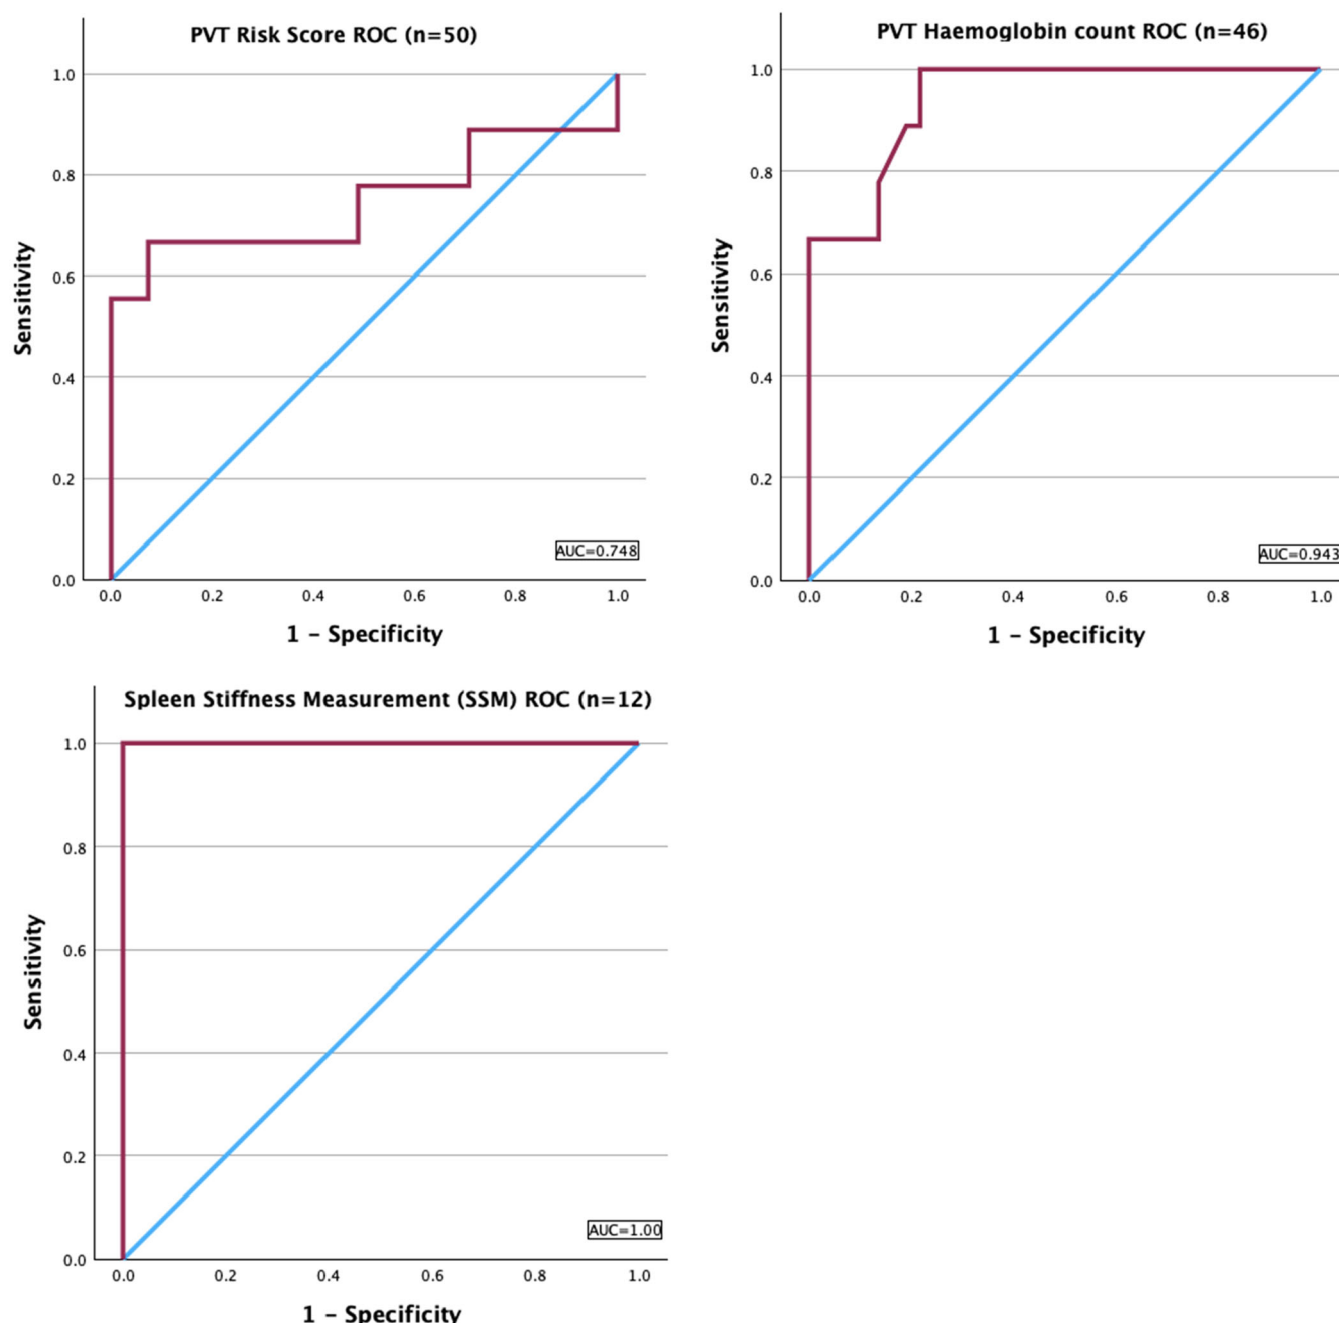 PVT Risk Score ROC (n=50)
1.0
0.8
0.6
0.4
0.2
0.0
Sensitivity
AUC=0.748
0.0 0.2 0.4 0.6 0.8 1.0
1 – Specificity
PVT Haemoglobin count ROC (n=46)
1.0
0.8
0.6
0.4
0.2
0.0
Sensitivity
AUC=0.943
0.0 0.2 0.4 0.6 0.8 1.0
1 – Specificity
Spleen Stiffness Measurement (SSM) ROC (n=12)
1.0
0.8
0.6
0.4
0.2
0.0
Sensitivity
AUC=1.00
0.0 0.2 0.4 0.6 0.8 1.0
1 – Specificity